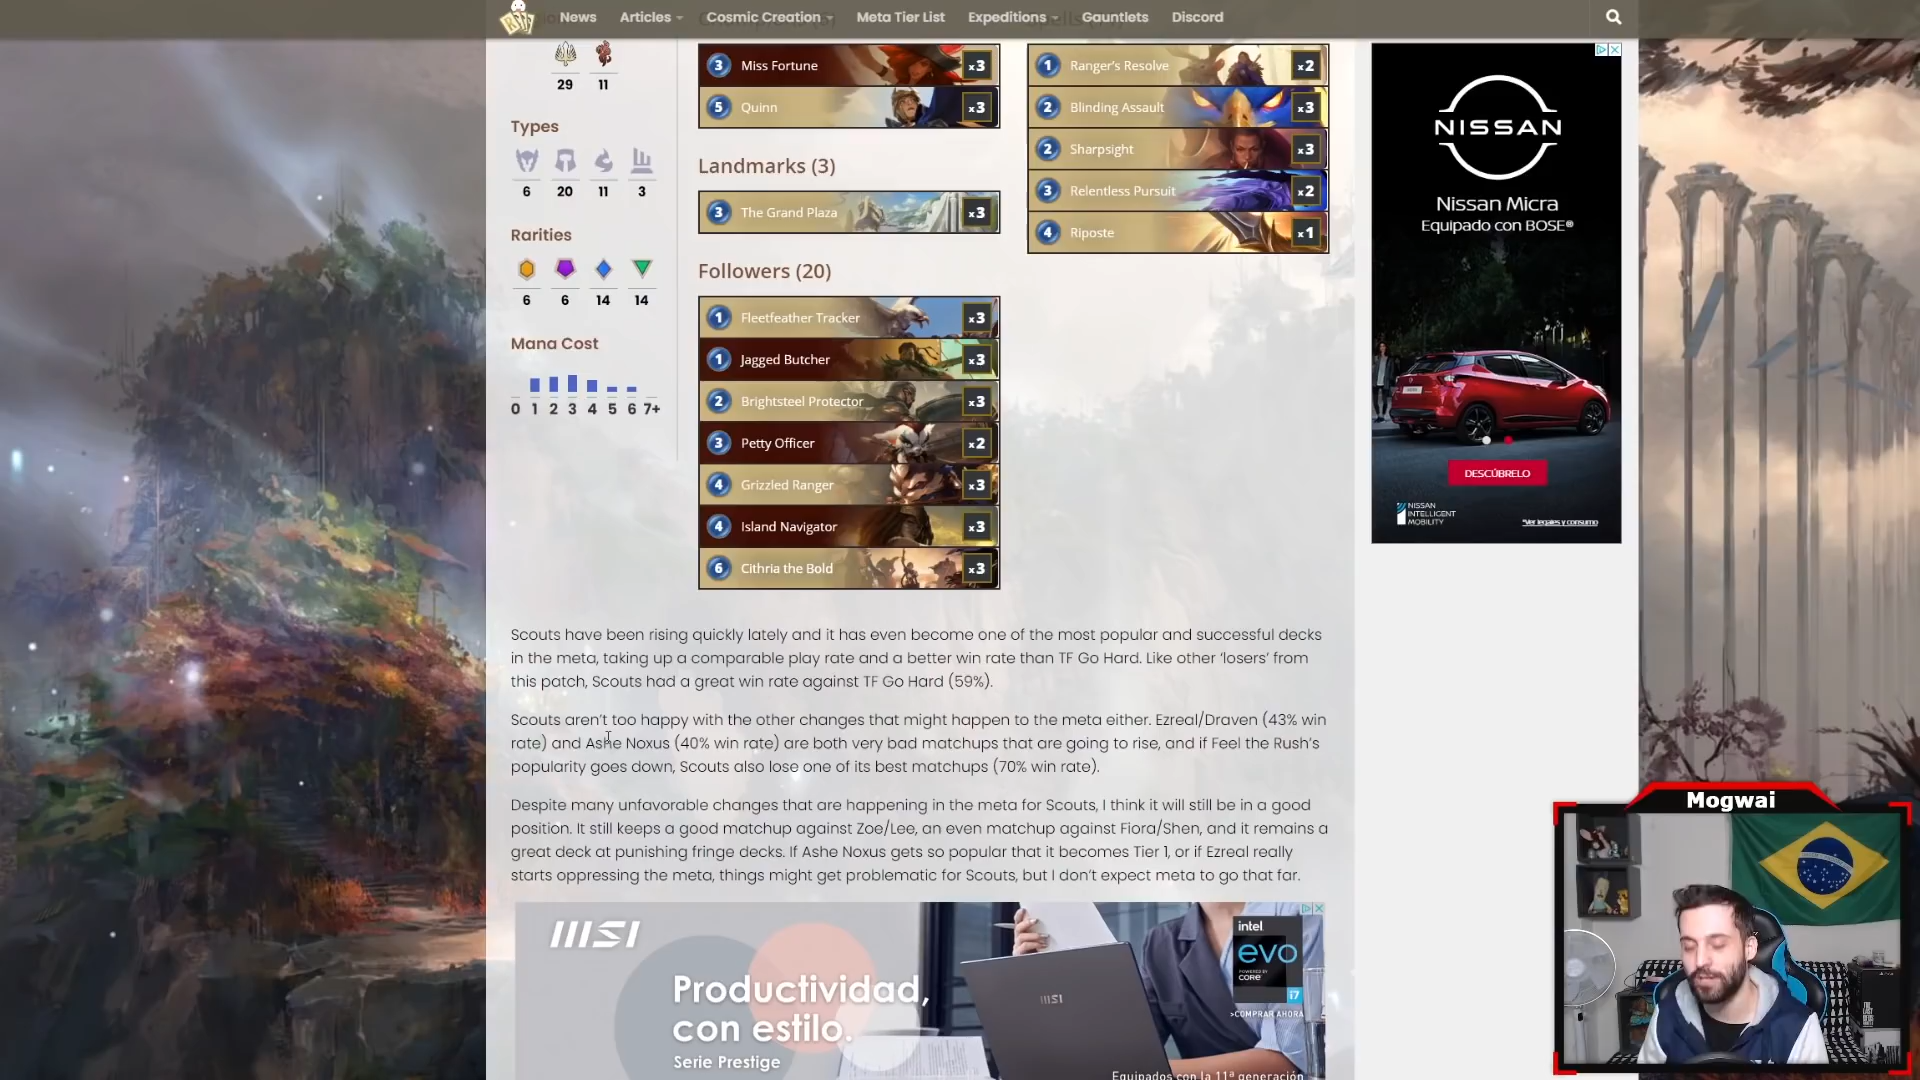 News Articles Cosmic Creation Meta Tier List Expeditions Gauntlets Discord
29 11
Types
6 20 11 3
Rarities
6 6 14 14
Mana Cost
0 1 2 3 4 5 6 7+
3 Miss Fortune x3
5 Quinn x3
Landmarks (3)
3 The Grand Plaza x3
Followers (20)
1 Fleetfeather Tracker x3
1 Jagged Butcher x3
2 Brightsteel Protector x3
3 Petty Officer x2
4 Grizzled Ranger x3
4 Island Navigator x3
6 Cithria the Bold x3
1 Ranger's Resolve x2
2 Blinding Assault x3
2 Sharpsight x3
3 Relentless Pursuit x2
4 Riposte x1
Scouts have been rising quickly lately and it has even become one of the most popular and successful decks
in the meta, taking up a comparable play rate and a better win rate than TF Go Hard. Like other 'losers' from
this patch, Scouts had a great win rate against TF Go Hard (59%).
Scouts aren't too happy with the other changes that might happen to the meta either. Ezreal/Draven (43% win
rate) and Ashe Noxus (40% win rate) are both very bad matchups that are going to rise, and if Feel the Rush's
popularity goes down, Scouts also lose one of its best matchups (70% win rate).
Despite many unfavorable changes that are happening in the meta for Scouts, I think it will still be in a good
position. It still keeps a good matchup against Zoe/Lee, an even matchup against Fiora/Shen, and it remains a
great deck at punishing fringe decks. If Ashe Noxus gets so popular that it becomes Tier 1, or if Ezreal really
starts oppressing the meta, things might get problematic for Scouts, but I don't expect meta to go that far.
msi
Productividad,
con estilo.
Serie Prestige
msi
intel
evo
POWERED BY
CORE
i7
>COMPRAR AHORA
Equipados con la 11ª generación
NISSAN
Nissan Micra
Equipado con BOSE®
DESCÚBRELO
NISSAN
INTELLIGENT
MOBILITY
*Ver legales y consumo
Mogwai